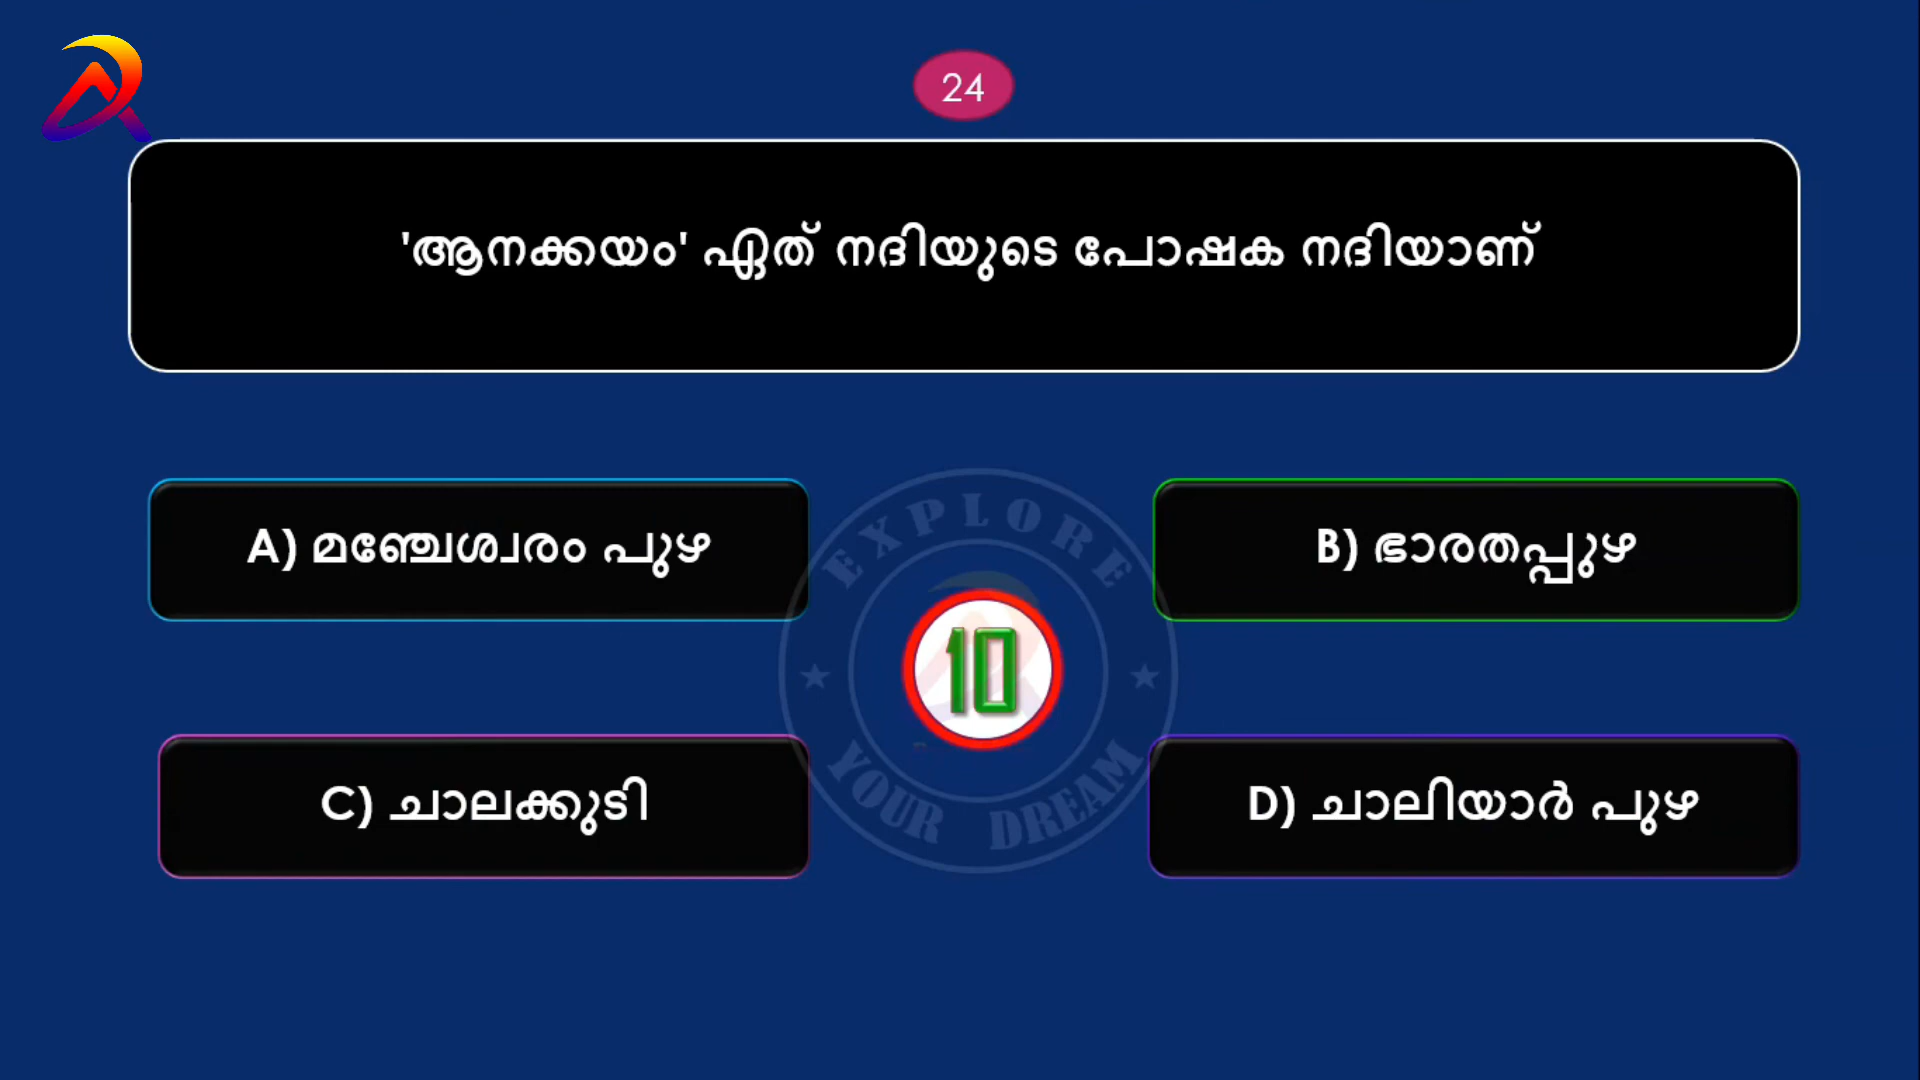 24
'ആനക്കയം' ഏത് നദിയുടെ പോഷക നദിയാണ്
A) മഞ്ചേശ്വരം പുഴ
B) ഭാരതപ്പുഴ
EXPLORE
10
C) ചാലക്കുടി
D) ചാലിയാർ പുഴ
YOUR DREAM